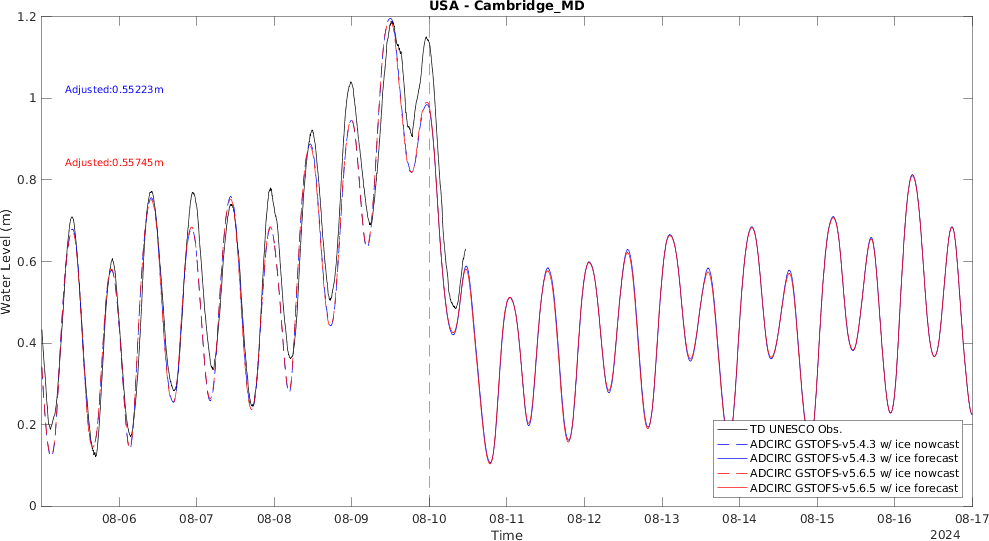 USA - Cambridge_MD
1.2
1
0.8
0.6
0.4
0.2
0
Water Level (m)
Adjusted:0.55223m
Adjusted:0.55745m
TD UNESCO Obs.
ADCIRC GSTOFS-v5.4.3 w/ ice nowcast
ADCIRC GSTOFS-v5.4.3 w/ ice forecast
ADCIRC GSTOFS-v5.6.5 w/ ice nowcast
ADCIRC GSTOFS-v5.6.5 w/ ice forecast
08-06 08-07 08-08 08-09 08-10 08-11 08-12 08-13 08-14 08-15 08-16 08-17
Time
2024